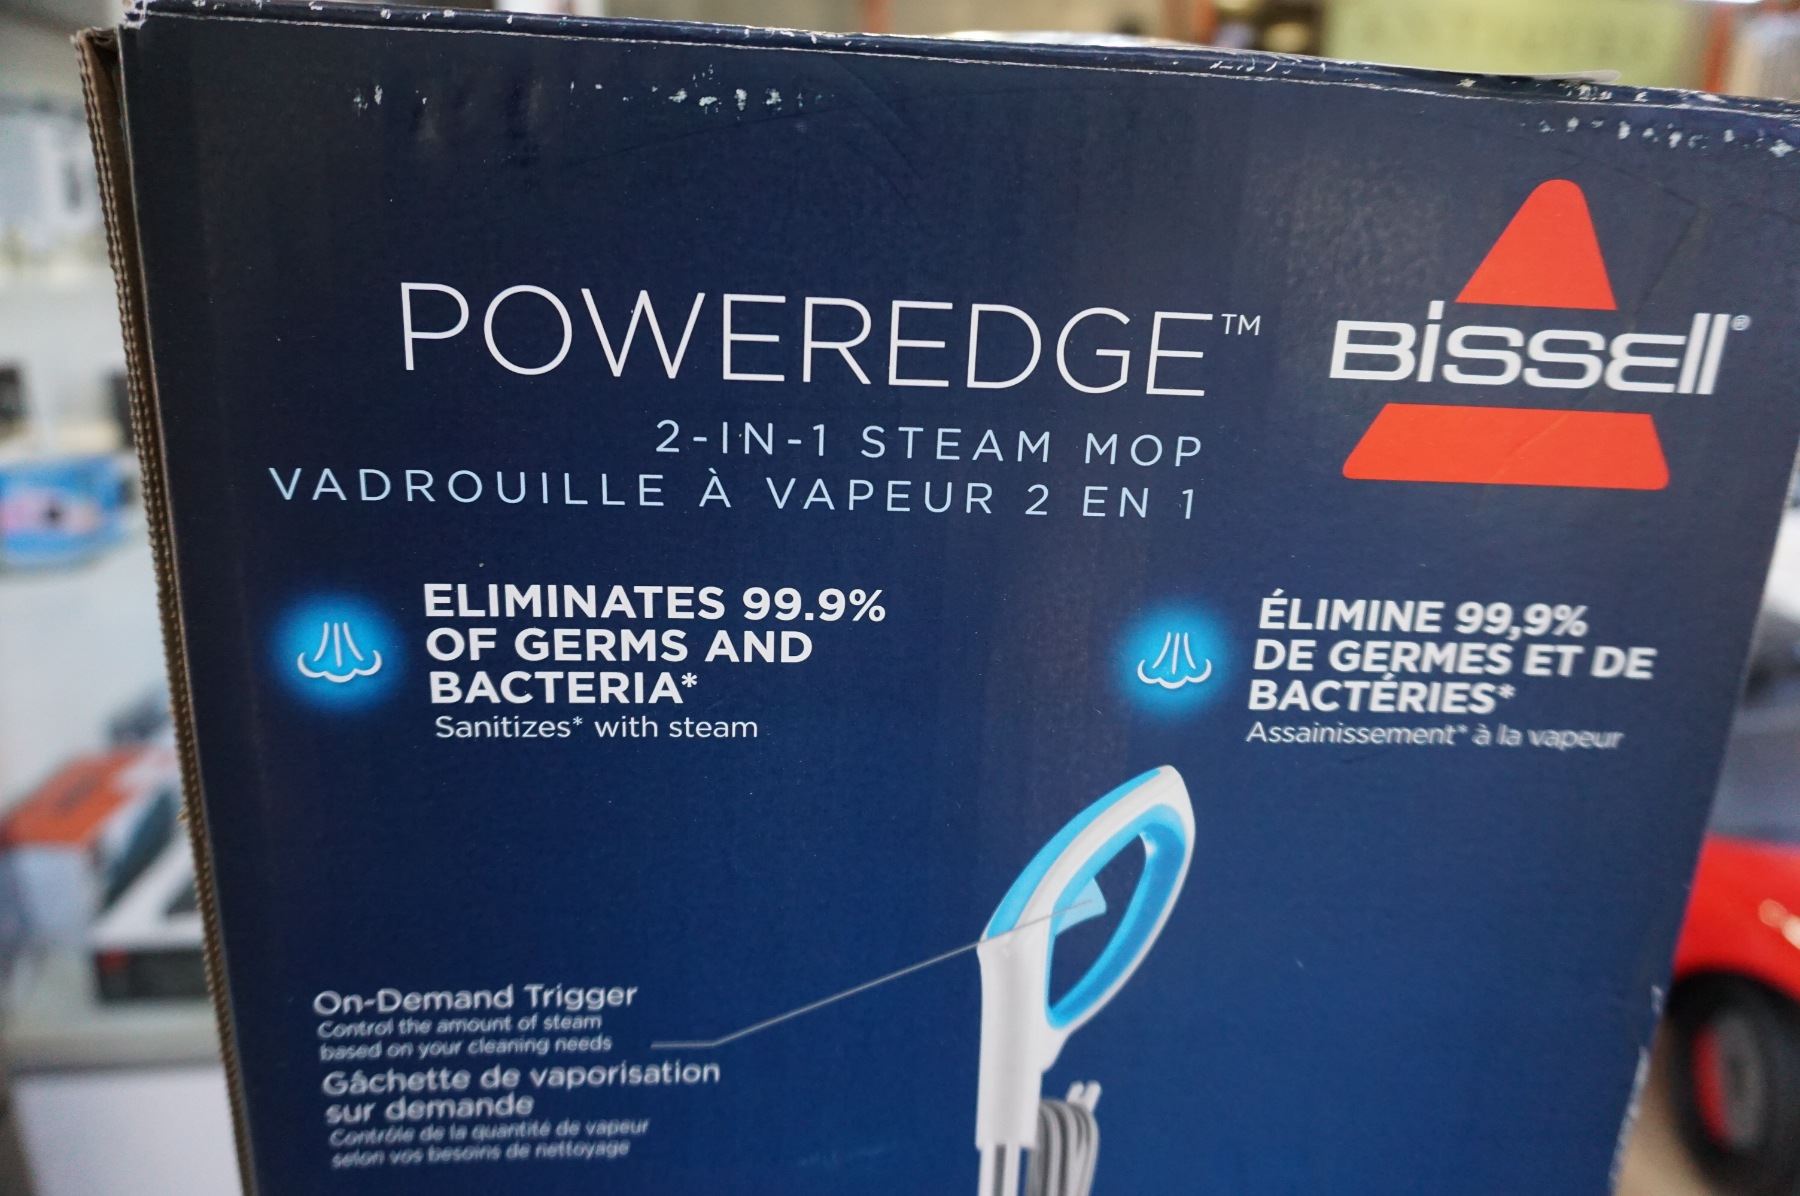 POWEREDGE™
Bissell®
2-IN-1 STEAM MOP
VADROUILLE À VAPEUR 2 EN 1
ELIMINATES 99.9%
OF GERMS AND
BACTERIA*
Sanitizes* with steam
ÉLIMINE 99,9%
DE GERMES ET DE
BACTÉRIES*
Assainissement* à la vapeur
On-Demand Trigger
Control the amount of steam
based on your cleaning needs
Gâchette de vaporisation
sur demande
Contrôle de la quantité de vapeur
selon vos besoins de nettoyage